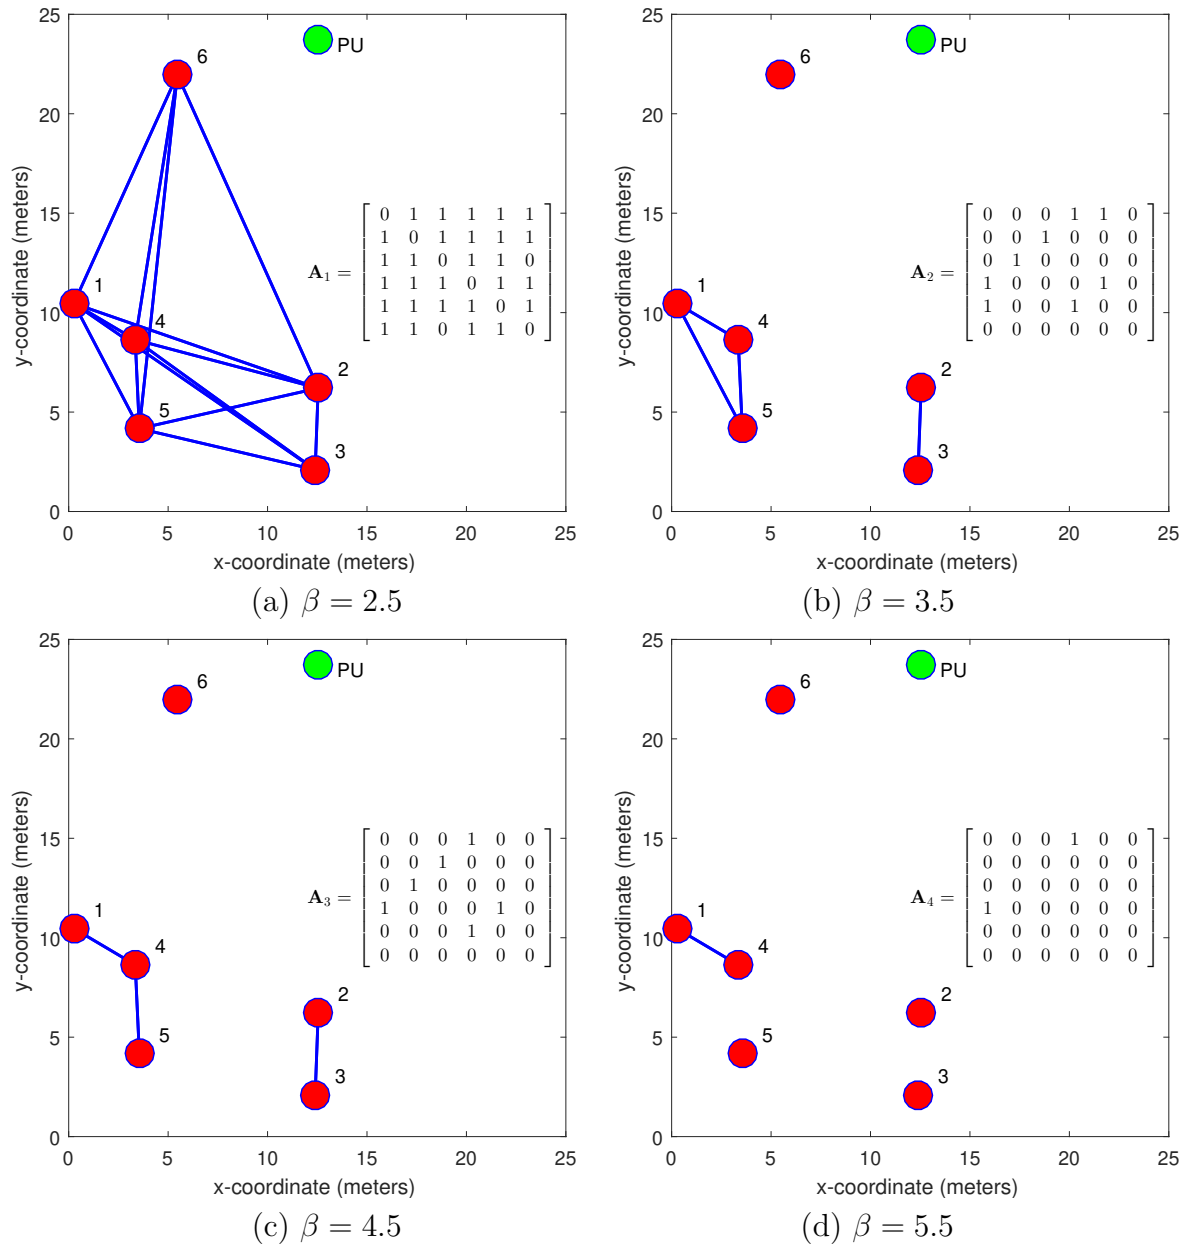 25
20
15
10
5
0
y-coordinate (meters)
PU
6
1
4
5
2
3
A₁ =
0 1 1 1 1 1
1 0 1 1 1 1
1 1 0 1 1 0
1 1 1 0 1 1
1 1 1 1 0 1
1 1 0 1 1 0
0 5 10 15 20 25
x-coordinate (meters)
(a) β = 2.5
25
20
15
10
5
0
y-coordinate (meters)
PU
6
1
4
5
2
3
A₂ =
0 0 0 1 1 0
0 0 1 0 0 0
0 1 0 0 0 0
1 0 0 0 1 0
1 0 0 1 0 0
0 0 0 0 0 0
0 5 10 15 20 25
x-coordinate (meters)
(b) β = 3.5
25
20
15
10
5
0
y-coordinate (meters)
PU
6
1
4
5
2
3
A₃ =
0 0 0 1 0 0
0 0 1 0 0 0
0 1 0 0 0 0
1 0 0 0 1 0
0 0 0 1 0 0
0 0 0 0 0 0
0 5 10 15 20 25
x-coordinate (meters)
(c) β = 4.5
25
20
15
10
5
0
y-coordinate (meters)
PU
6
1
4
5
2
3
A₄ =
0 0 0 1 0 0
0 0 0 0 0 0
0 0 0 0 0 0
1 0 0 0 0 0
0 0 0 0 0 0
0 0 0 0 0 0
0 5 10 15 20 25
x-coordinate (meters)
(d) β = 5.5